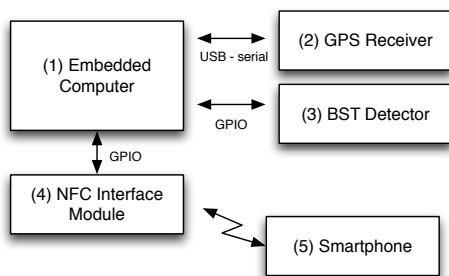 (1) Embedded
Computer
(2) GPS Receiver
USB - serial
(3) BST Detector
GPIO
GPIO
(4) NFC Interface
Module
(5) Smartphone